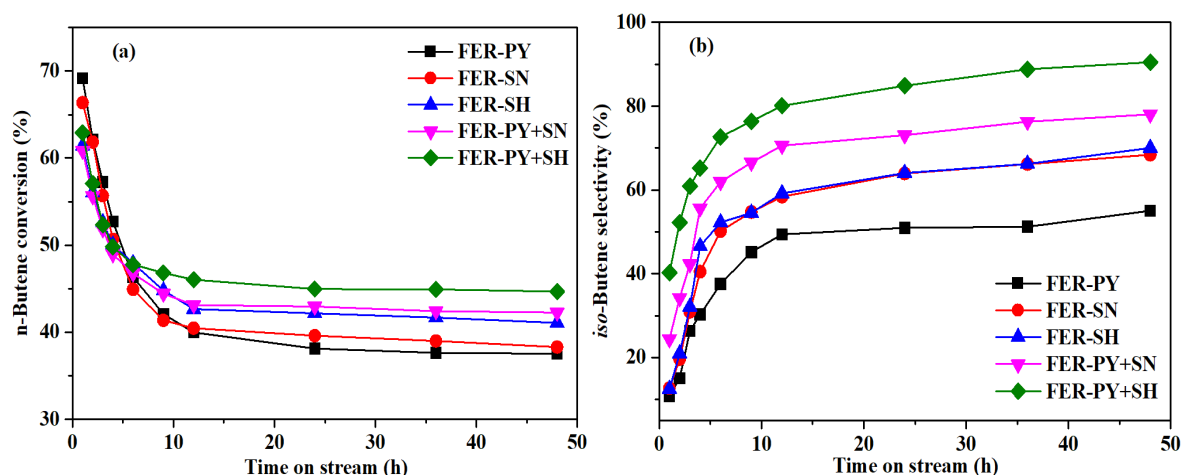 (a)
n-Butene conversion (%)
70
60
50
40
30
0 10 20 30 40 50
Time on stream (h)
FER-PY
FER-SN
FER-SH
FER-PY+SN
FER-PY+SH
(b)
iso-Butene selectivity (%)
100
80
60
40
20
0 10 20 30 40 50
Time on stream (h)
FER-PY
FER-SN
FER-SH
FER-PY+SN
FER-PY+SH